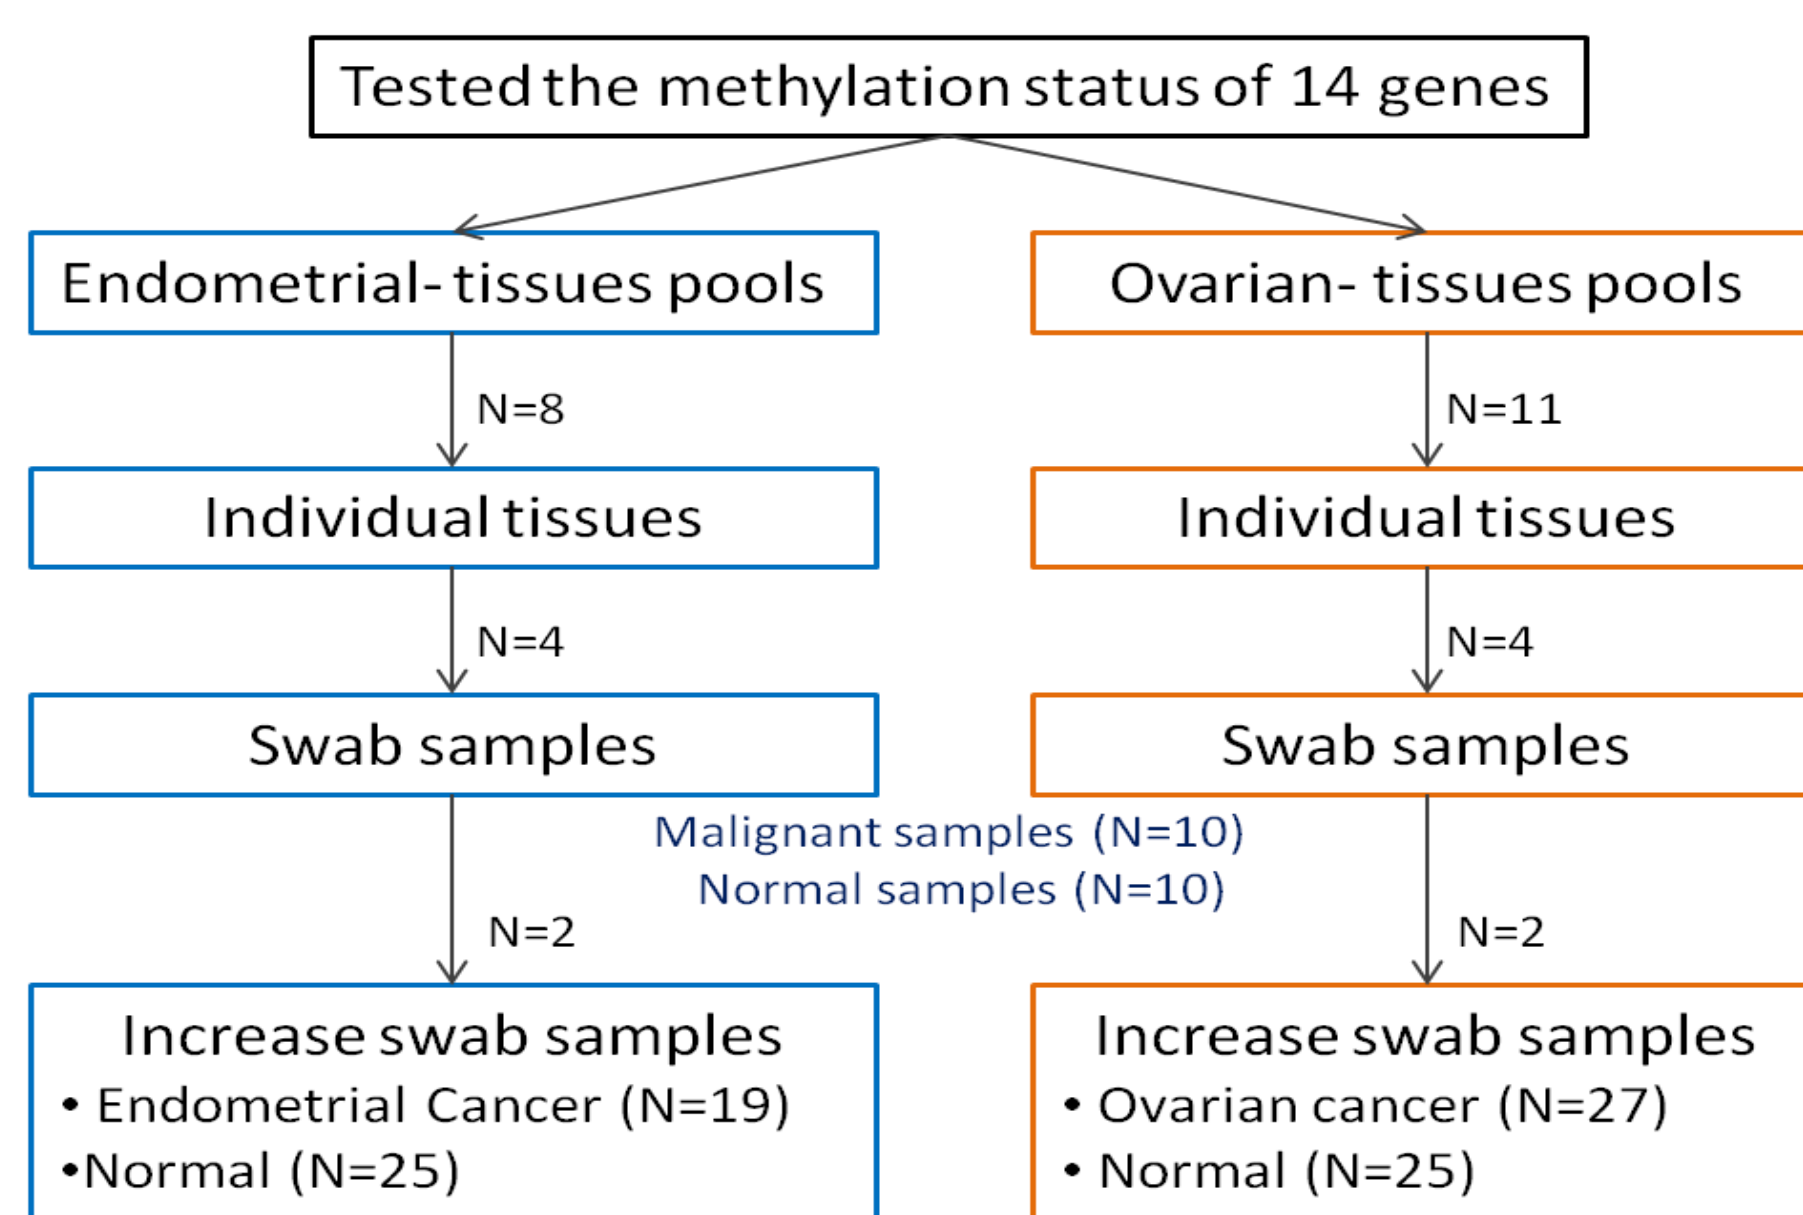 Tested the methylation status of 14 genes
Endometrial- tissues pools
Ovarian- tissues pools
N=8
N=11
Individual tissues
Individual tissues
N=4
N=4
Swab samples
Swab samples
Malignant samples (N=10)
Normal samples (N=10)
N=2
N=2
Increase swab samples
• Endometrial Cancer (N=19)
•Normal (N=25)
Increase swab samples
• Ovarian cancer (N=27)
• Normal (N=25)